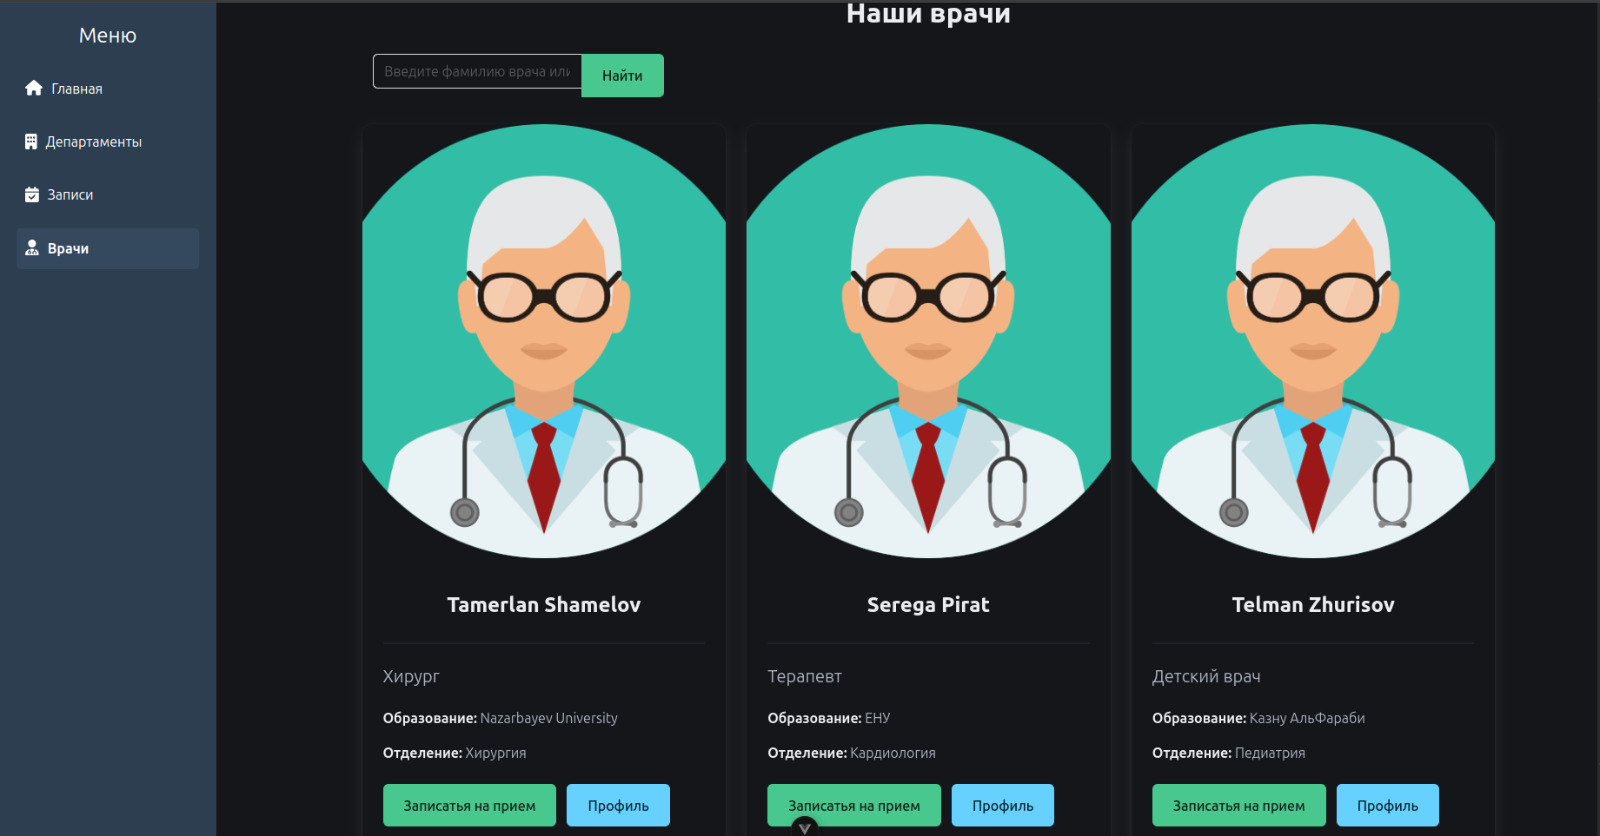 Меню
Главная
Департаменты
Записи
Врачи
Наши врачи
Введите фамилию врача или
Найти
Tamerlan Shamelov
Хирург
Образование: Nazarbayev University
Отделение: Хирургия
Записатья на прием
Профиль
Serega Pirat
Терапевт
Образование: ЕНУ
Отделение: Кардиология
Записатья на прием
Профиль
Telman Zhurisov
Детский врач
Образование: Казну АльФараби
Отделение: Педиатрия
Записатья на прием
Профиль